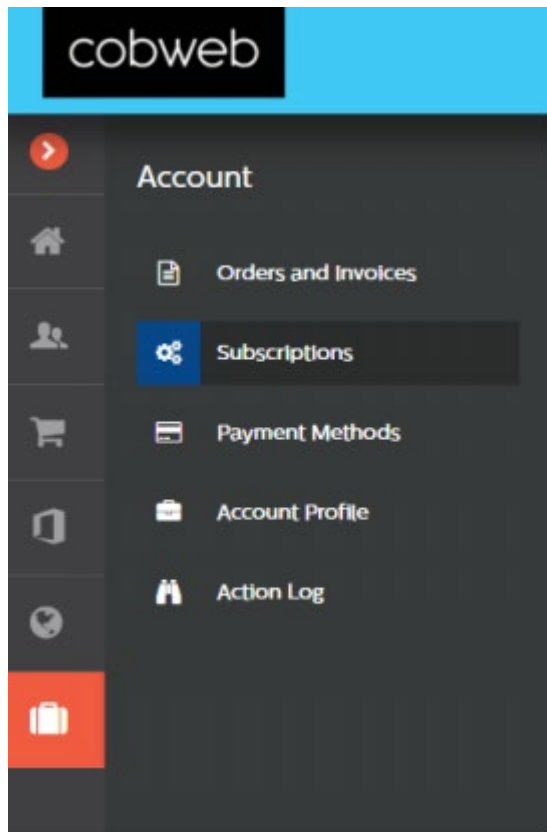 cobweb
Account
Orders and Invoices
Subscriptions
Payment Methods
Account Profile
Action Log